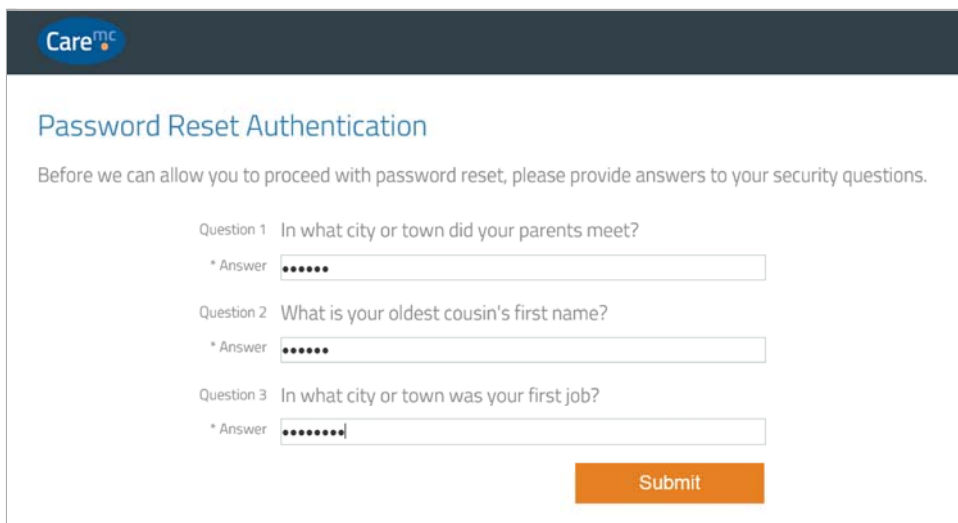 Care mc
Password Reset Authentication
Before we can allow you to proceed with password reset, please provide answers to your security questions.
Question 1 In what city or town did your parents meet?
* Answer ••••••
Question 2 What is your oldest cousin's first name?
* Answer ••••••
Question 3 In what city or town was your first job?
* Answer ••••••••
Submit